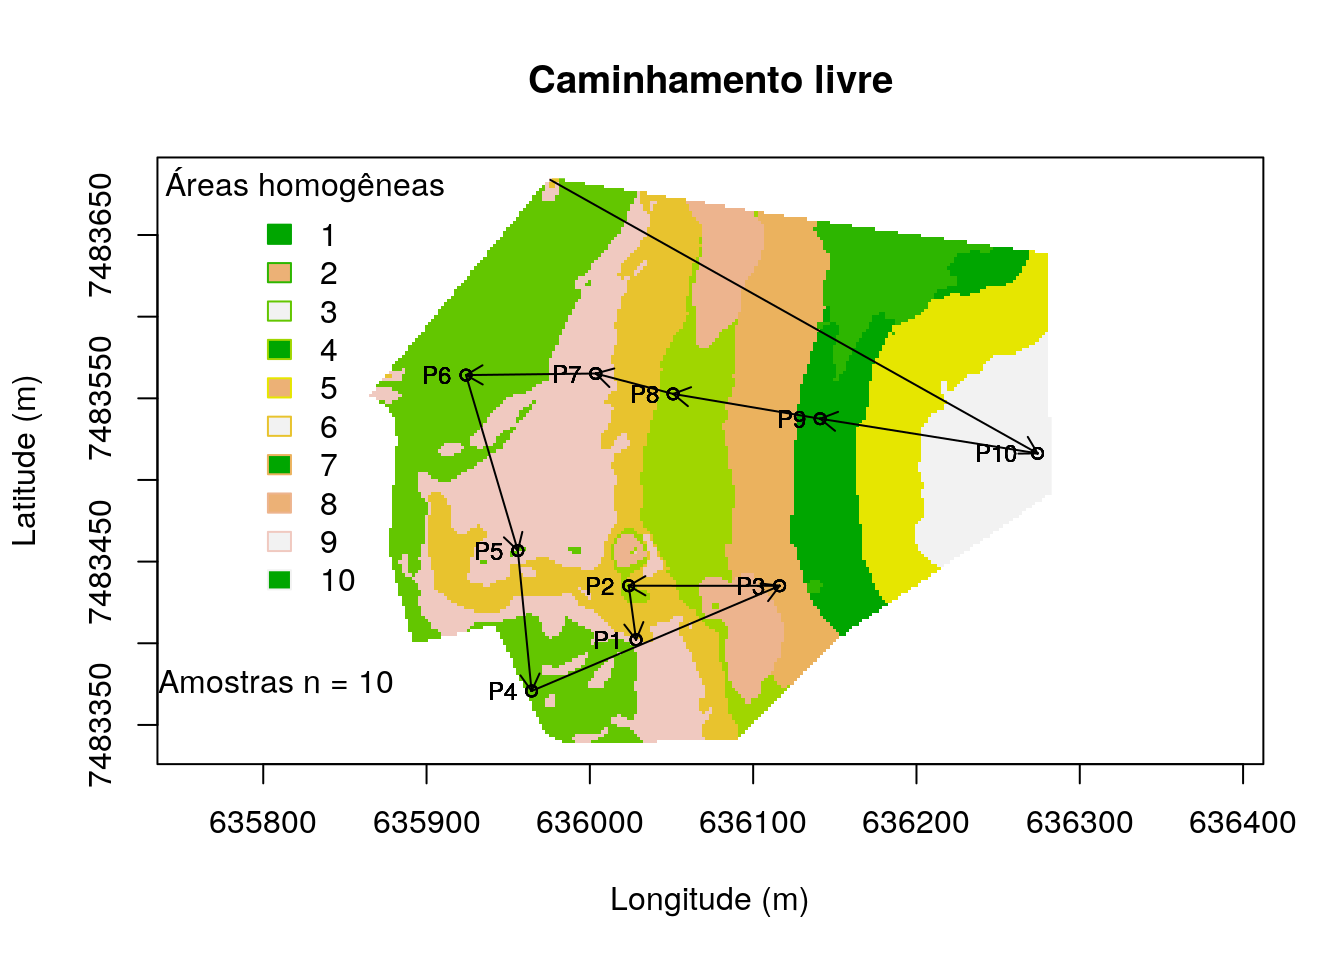 Caminhamento livre
Áreas homogêneas
1
2
3
4
5
6
7
8
9
10
Amostras n = 10
P6
P7
P8
P9
P10
P5
P2
P3
P1
P4
Latitude (m)
7483650
7483550
7483450
7483350
635800 635900 636000 636100 636200 636300 636400
Longitude (m)